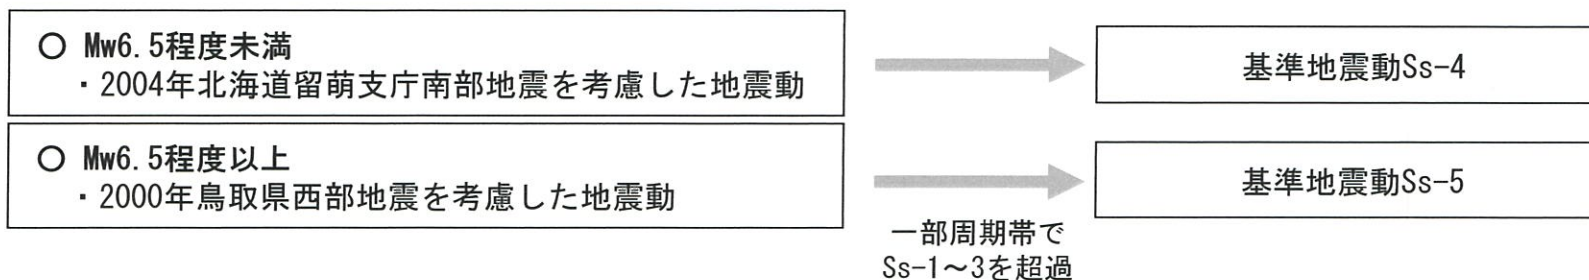 ○ Mw6.5程度未満
・2004年北海道留萌支庁南部地震を考慮した地震動
基準地震動Ss-4
○ Mw6.5程度以上
・2000年鳥取県西部地震を考慮した地震動
基準地震動Ss-5
一部周期帯で
Ss-1～3を超過